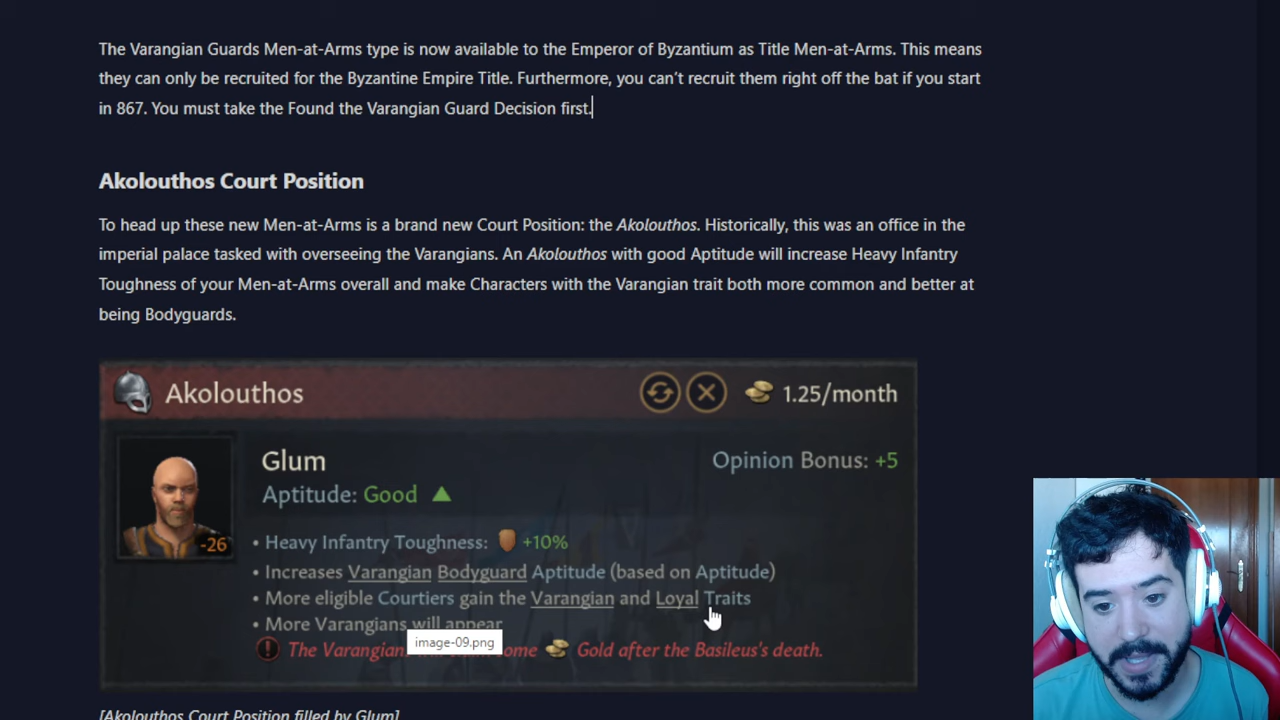 The Varangian Guards Men-at-Arms type is now available to the Emperor of Byzantium as Title Men-at-Arms. This means
they can only be recruited for the Byzantine Empire Title. Furthermore, you can't recruit them right off the bat if you start
in 867. You must take the Found the Varangian Guard Decision first.
Akolouthos Court Position
To head up these new Men-at-Arms is a brand new Court Position: the Akolouthos. Historically, this was an office in the
imperial palace tasked with overseeing the Varangians. An Akolouthos with good Aptitude will increase Heavy Infantry
Toughness of your Men-at-Arms overall and make Characters with the Varangian trait both more common and better at
being Bodyguards.
Akolouthos
1.25/month
Glum
Opinion Bonus: +5
Aptitude: Good
-26
• Heavy Infantry Toughness: +10%
• Increases Varangian Bodyguard Aptitude (based on Aptitude)
• More eligible Courtiers gain the Varangian and Loyal Traits
• More Varangians will appear
image-09.png
The Varangian Gold after the Basileus's death.
[Akolouthos Court Position filled by Glum]